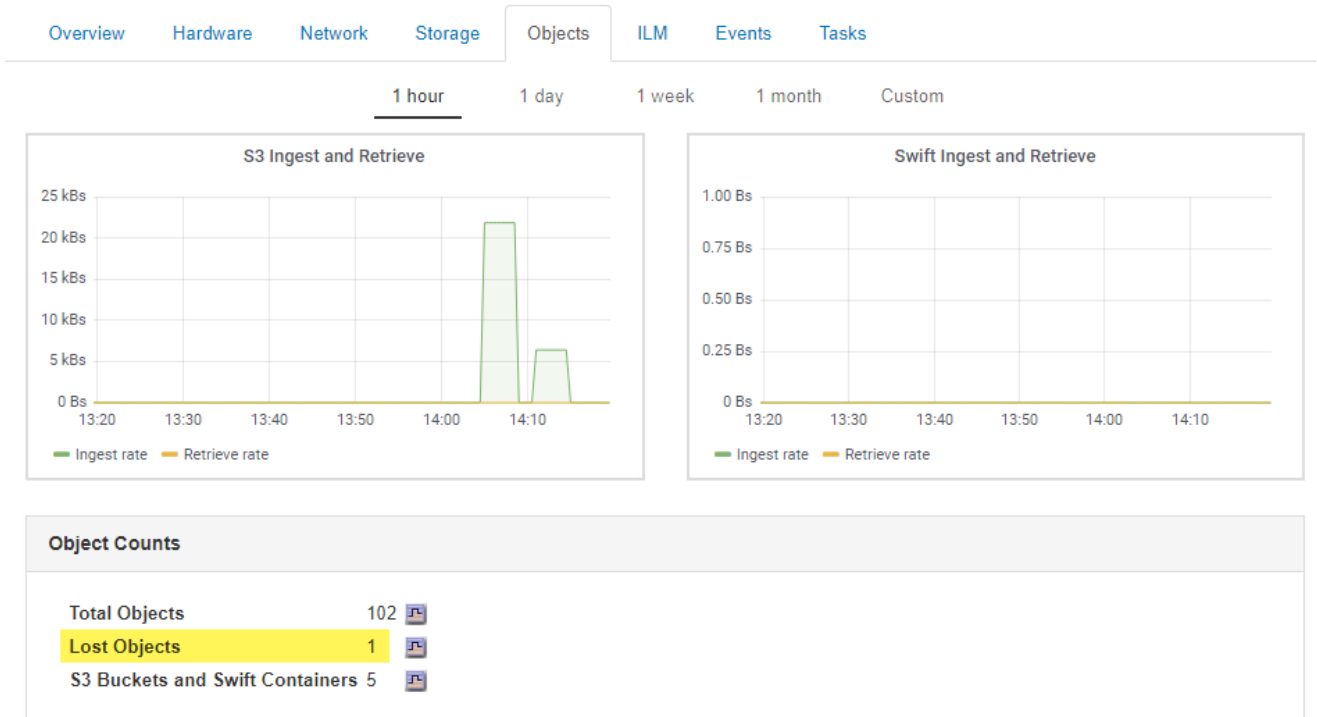 Overview Hardware Network Storage Objects ILM Events Tasks
1 hour 1 day 1 week 1 month Custom
S3 Ingest and Retrieve
25 kBs
20 kBs
15 kBs
10 kBs
5 kBs
0 Bs
13:20 13:30 13:40 13:50 14:00 14:10
Ingest rate Retrieve rate
Swift Ingest and Retrieve
1.00 Bs
0.75 Bs
0.50 Bs
0.25 Bs
0 Bs
13:20 13:30 13:40 13:50 14:00 14:10
Ingest rate Retrieve rate
Object Counts
Total Objects 102
Lost Objects 1
S3 Buckets and Swift Containers 5